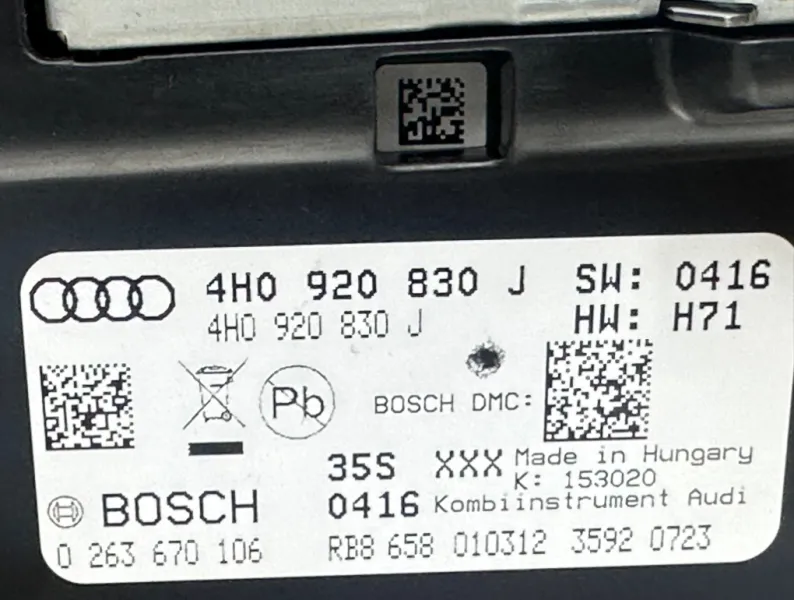 4H0 920 830 J SW: 0416
4H0 920 830 J HW: H71
Pb BOSCH DMC:
35S XXX Made in Hungary
K: 153020
BOSCH 0416 Kombiinstrument Audi
0 263 670 106 RB8 658 010312 3592 0723